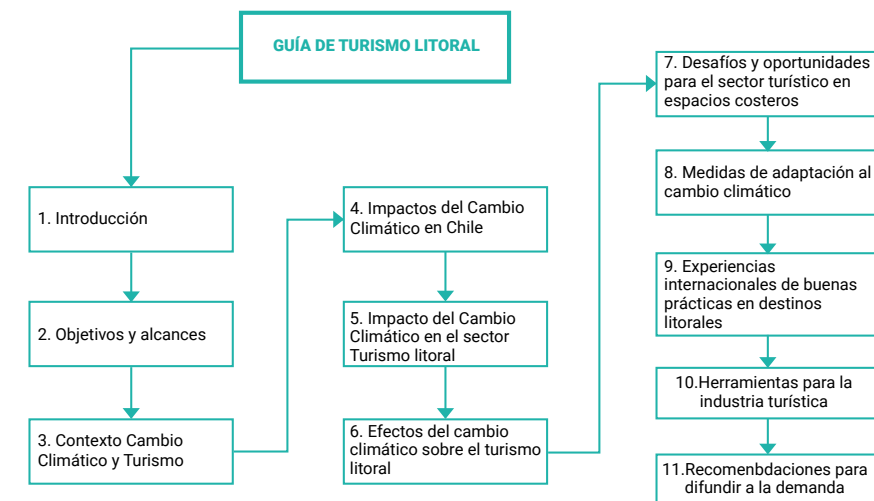 GUÍA DE TURISMO LITORAL
1. Introducción
2. Objetivos y alcances
3. Contexto Cambio
Climático y Turismo
4. Impactos del Cambio
Climático en Chile
5. Impacto del Cambio
Climático en el sector
Turismo litoral
6. Efectos del cambio
climático sobre el turismo
litoral
7. Desafíos y oportunidades
para el sector turístico en
espacios costeros
8. Medidas de adaptación al
cambio climático
9. Experiencias
internacionales de buenas
prácticas en destinos
litorales
10.Herramientas para la
industria turística
11.Recomenbdaciones para
difundir a la demanda